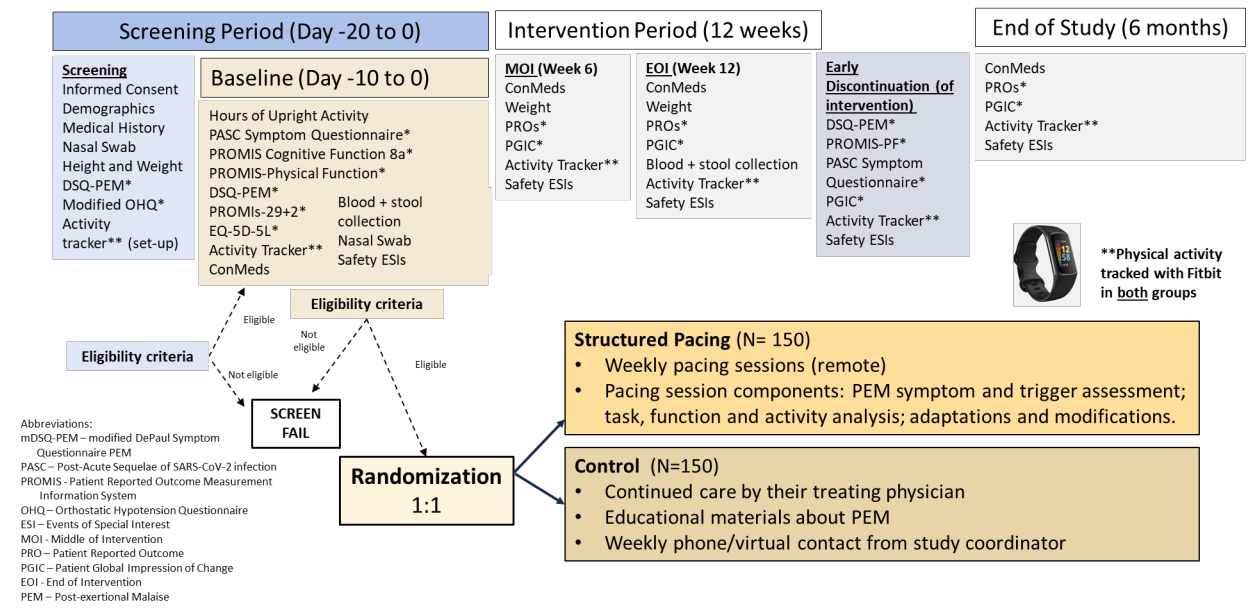 Screening Period (Day -20 to 0)
Intervention Period (12 weeks)
End of Study (6 months)
Screening
Informed Consent
Demographics
Medical History
Nasal Swab
Height and Weight
DSQ-PEM*
Modified OHQ*
Activity
tracker** (set-up)
Baseline (Day -10 to 0)
Hours of Upright Activity
PASC Symptom Questionnaire*
PROMIS Cognitive Function 8a*
PROMIS-Physical Function*
DSQ-PEM*
PROMIs-29+2*
EQ-5D-5L*
Activity Tracker**
ConMeds
Blood + stool
collection
Nasal Swab
Safety ESIs
MOI (Week 6)
ConMeds
Weight
PROs*
PGIC*
Activity Tracker**
Safety ESIs
EOI (Week 12)
ConMeds
Weight
PROs*
PGIC*
Blood + stool collection
Activity Tracker**
Safety ESIs
Early
Discontinuation (of
intervention)
DSQ-PEM*
PROMIS-PF*
PASC Symptom
Questionnaire*
PGIC*
Activity Tracker**
Safety ESIs
ConMeds
PROs*
PGIC*
Activity Tracker**
Safety ESIs
**Physical activity
tracked with Fitbit
in both groups
Eligibility criteria
Eligible
Not eligible
Eligibility criteria
Not
eligible
Eligible
SCREEN
FAIL
Randomization
1:1
Structured Pacing (N= 150)
• Weekly pacing sessions (remote)
• Pacing session components: PEM symptom and trigger assessment;
task, function and activity analysis; adaptations and modifications.
Control (N=150)
• Continued care by their treating physician
• Educational materials about PEM
• Weekly phone/virtual contact from study coordinator
Abbreviations:
mDSQ-PEM – modified DePaul Symptom
Questionnaire PEM
PASC – Post-Acute Sequelae of SARS-CoV-2 infection
PROMIS - Patient Reported Outcome Measurement
Information System
OHQ – Orthostatic Hypotension Questionnaire
ESI – Events of Special Interest
MOI - Middle of Intervention
PRO – Patient Reported Outcome
PGIC – Patient Global Impression of Change
EOI - End of Intervention
PEM – Post-exertional Malaise